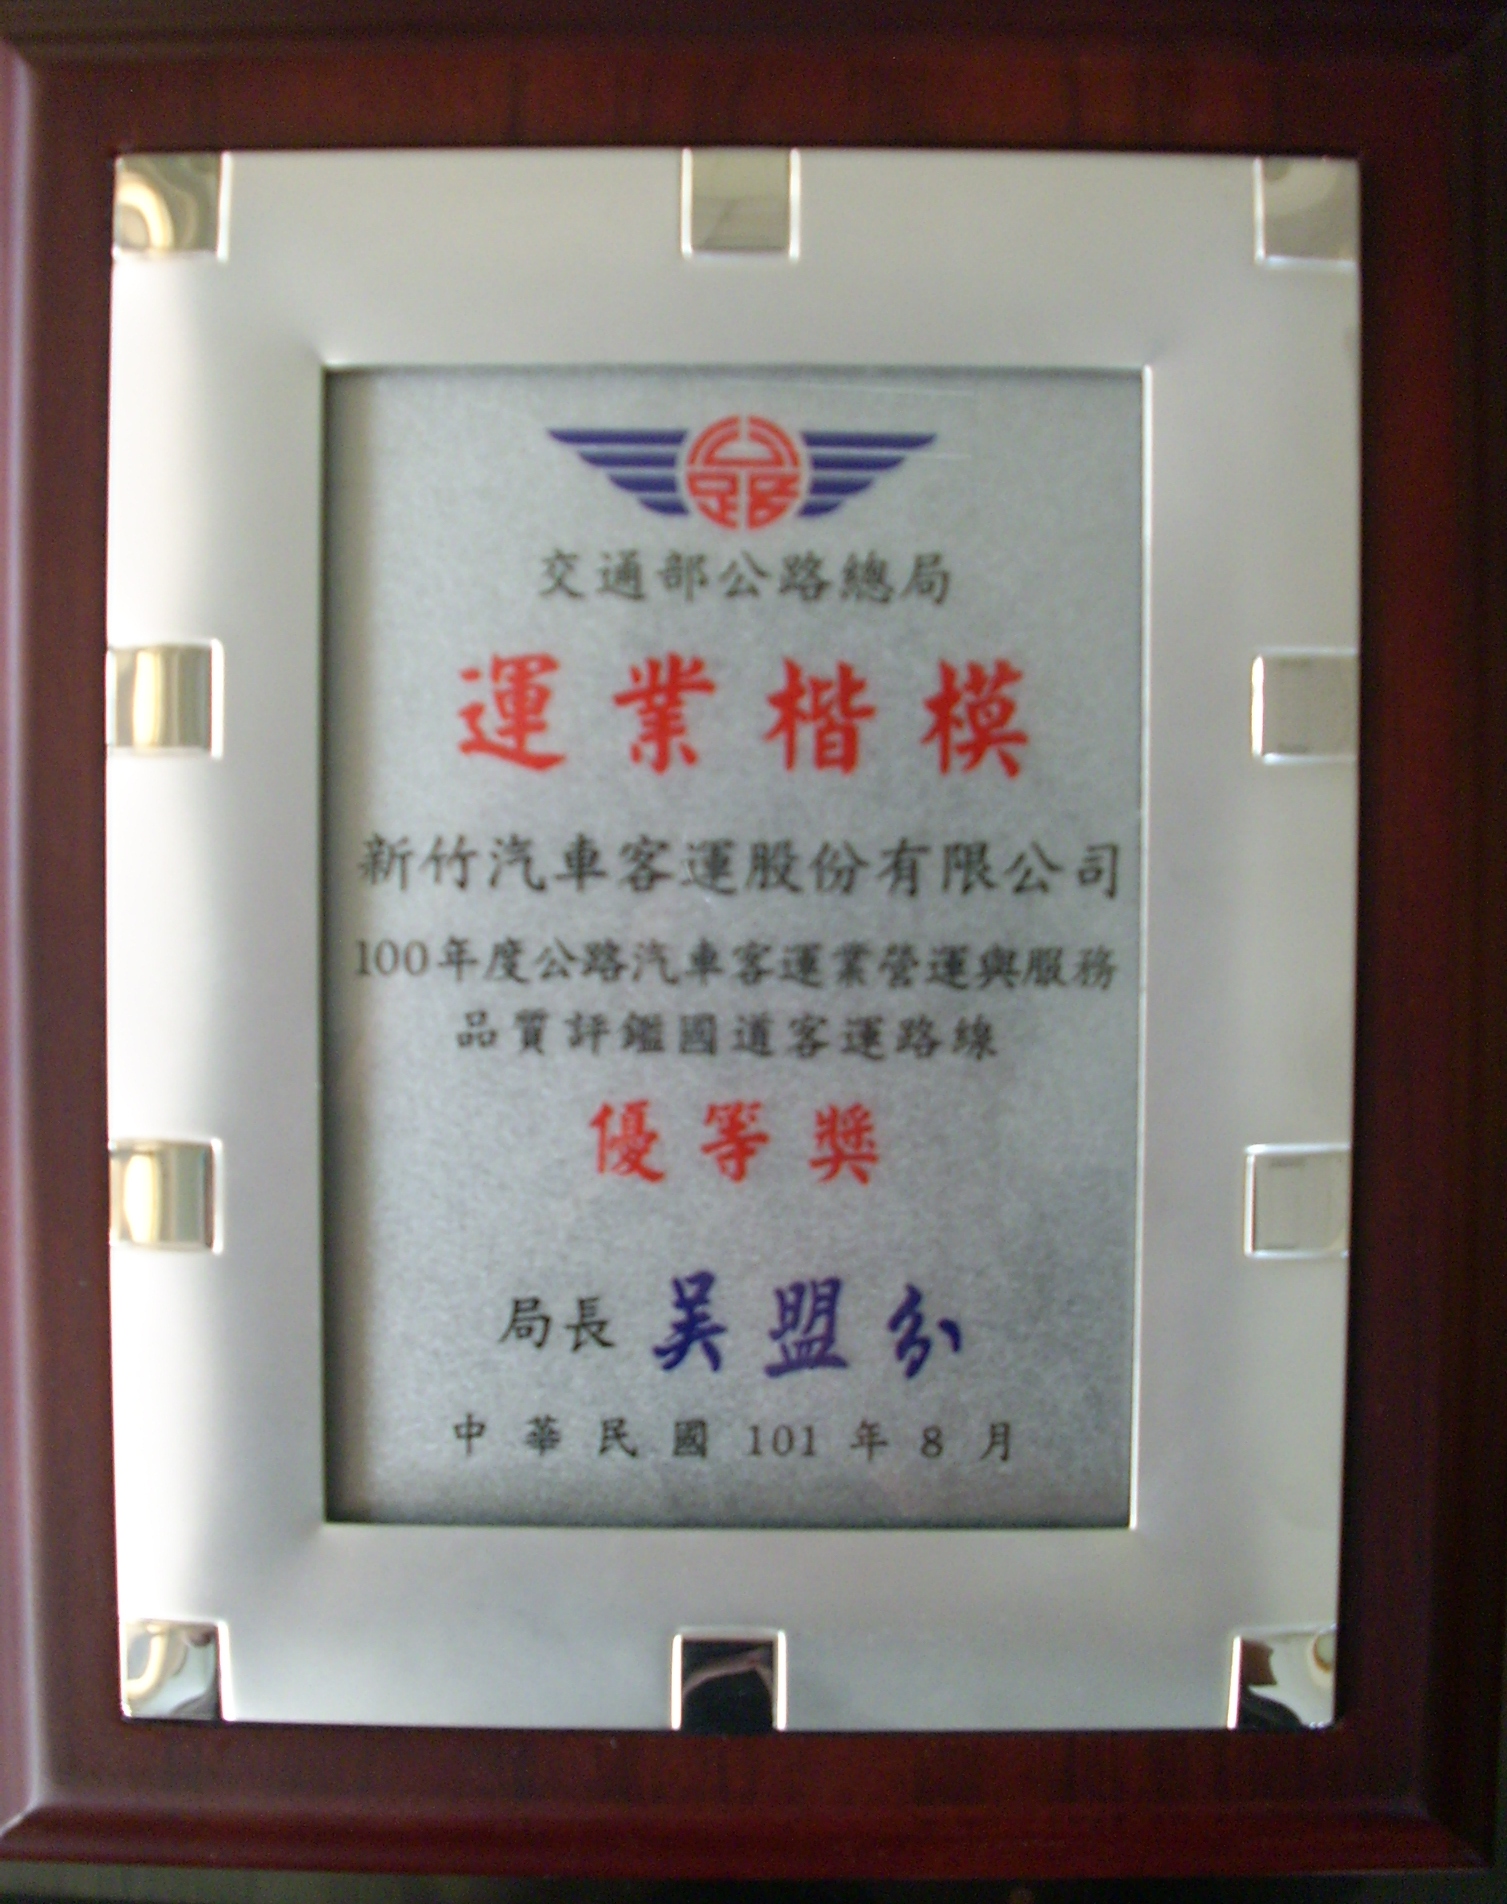 公路
交通部公路總局
運業楷模
新竹汽車客運股份有限公司
100年度公路汽車客運業營運與服務
品質評鑑國道客運路線
優等獎
局長 吳盟分
中華民國 101 年 8 月